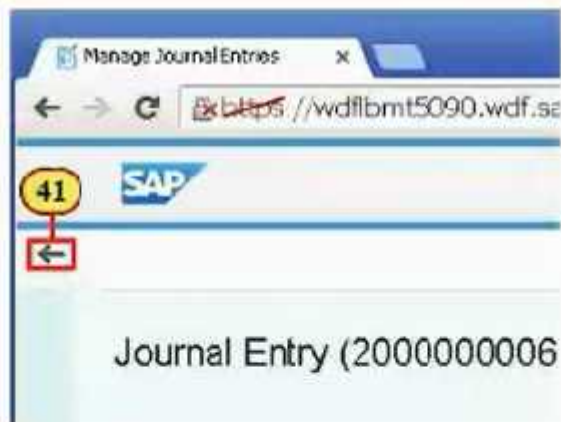 Manage Journal Entries
https://wdflbmt5090.wdf.sa
SAP
41
Journal Entry (2000000006